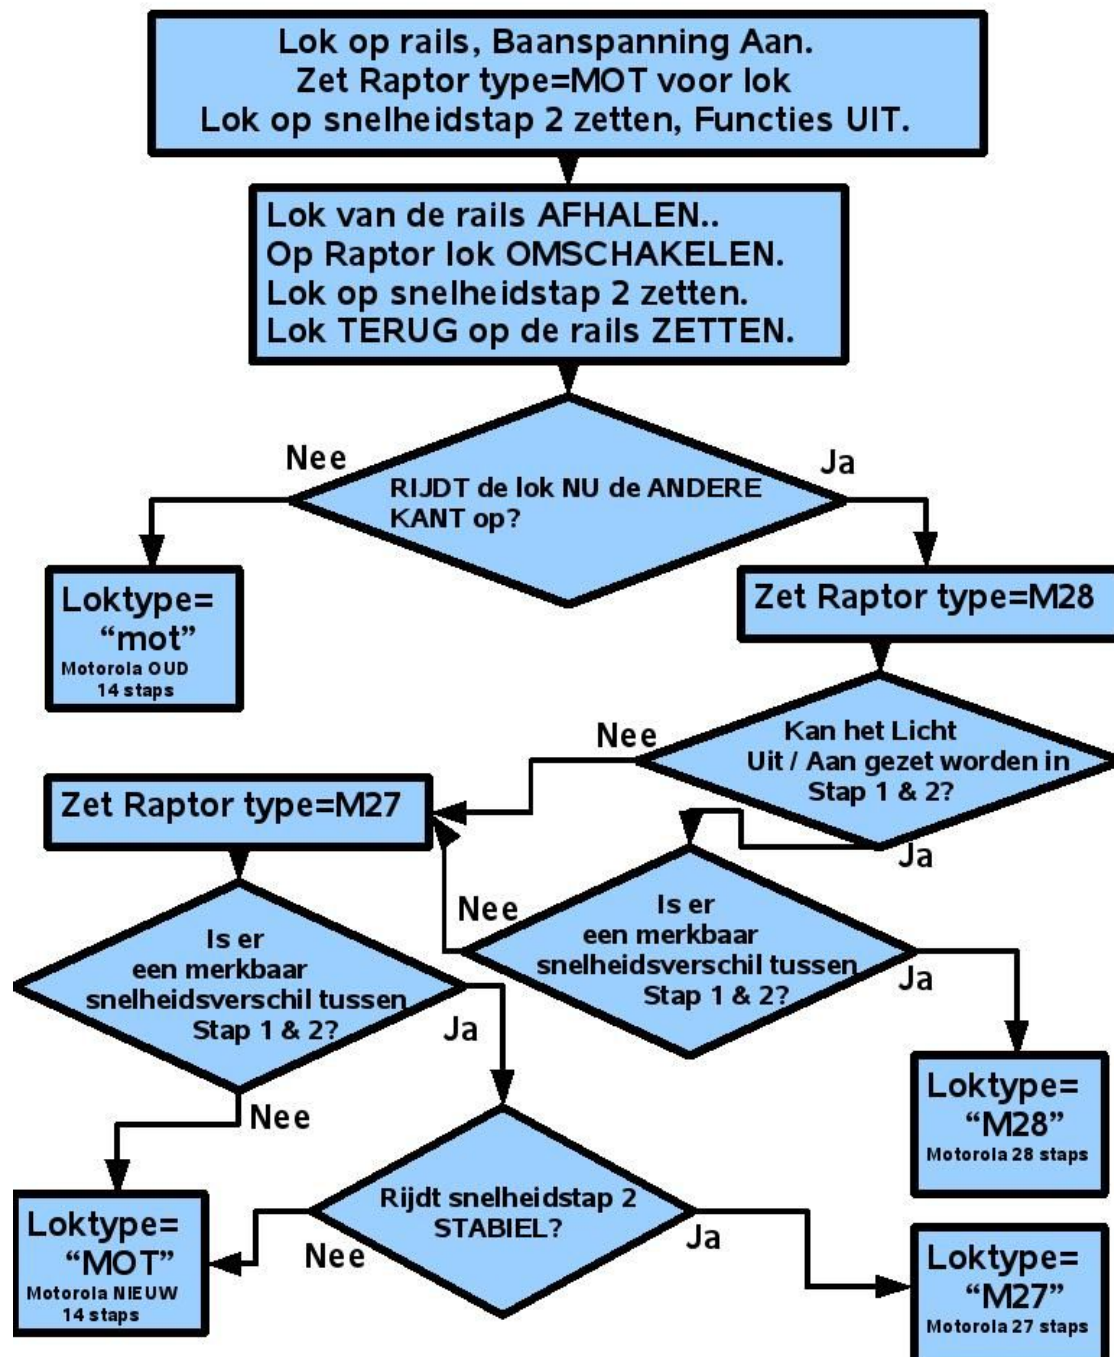 Lok op rails, Baanspanning Aan.
Zet Raptor type=MOT voor lok
Lok op snelheidstap 2 zetten, Functies UIT.
Lok van de rails AFHALEN..
Op Raptor lok OMSCHAKELEN.
Lok op snelheidstap 2 zetten.
Lok TERUG op de rails ZETTEN.
Nee
Ja
RIJDT de lok NU de ANDERE
KANT op?
Loktype=
“mot”
Motorola OUD
14 staps
Zet Raptor type=M28
Kan het Licht
Uit / Aan gezet worden in
Stap 1 & 2?
Nee
Ja
Zet Raptor type=M27
Is er
een merkbaar
snelheidsverschil tussen
Stap 1 & 2?
Nee
Ja
Is er
een merkbaar
snelheidsverschil tussen
Stap 1 & 2?
Ja
Nee
Loktype=
“M28”
Motorola 28 staps
Rijdt snelheidstap 2
STABIEL?
Nee
Ja
Loktype=
“MOT”
Motorola NIEUW
14 staps
Loktype=
“M27”
Motorola 27 staps